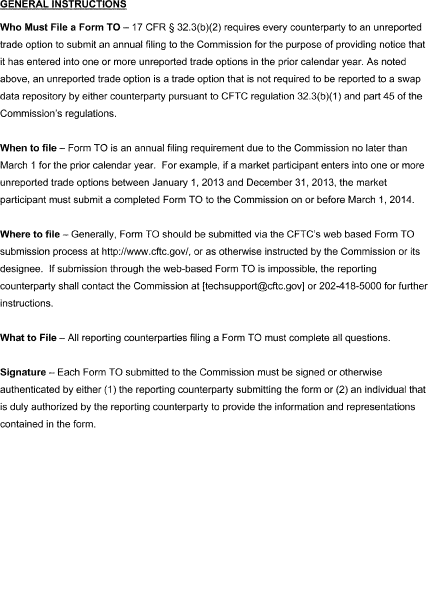 GENERAL INSTRUCTIONS
Who Must File a Form TO – 17 CFR § 32.3(b)(2) requires every counterparty to an unreported
trade option to submit an annual filing to the Commission for the purpose of providing notice that
it has entered into one or more unreported trade options in the prior calendar year. As noted
above, an unreported trade option is a trade option that is not required to be reported to a swap
data repository by either counterparty pursuant to CFTC regulation 32.3(b)(1) and part 45 of the
Commission's regulations.
When to file – Form TO is an annual filing requirement due to the Commission no later than
March 1 for the prior calendar year. For example, if a market participant enters into one or more
unreported trade options between January 1, 2013 and December 31, 2013, the market
participant must submit a completed Form TO to the Commission on or before March 1, 2014.
Where to file – Generally, Form TO should be submitted via the CFTC's web based Form TO
submission process at http://www.cftc.gov/, or as otherwise instructed by the Commission or its
designee. If submission through the web-based Form TO is impossible, the reporting
counterparty shall contact the Commission at [techsupport@cftc.gov] or 202-418-5000 for further
instructions.
What to File – All reporting counterparties filing a Form TO must complete all questions.
Signature – Each Form TO submitted to the Commission must be signed or otherwise
authenticated by either (1) the reporting counterparty submitting the form or (2) an individual that
is duly authorized by the reporting counterparty to provide the information and representations
contained in the form.